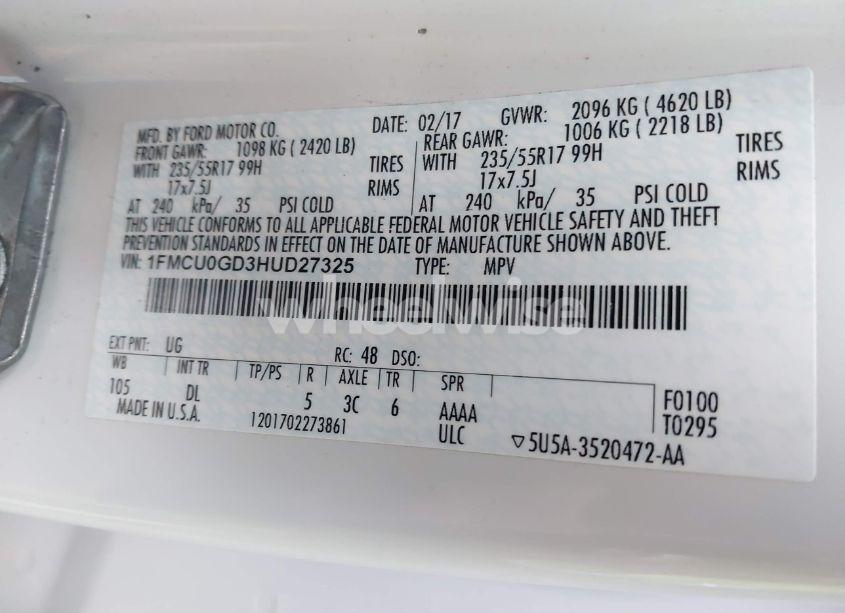 MFD. BY FORD MOTOR CO. DATE: 02/17 GVWR: 2096 KG ( 4620 LB)
FRONT GAWR: 1098 KG ( 2420 LB) REAR GAWR: 1006 KG ( 2218 LB)
WITH 235/55R17 99H TIRES WITH 235/55R17 99H TIRES
17x7.5J RIMS 17x7.5J RIMS
AT 240 kPa/ 35 PSI COLD AT 240 kPa/ 35 PSI COLD
THIS VEHICLE CONFORMS TO ALL APPLICABLE FEDERAL MOTOR VEHICLE SAFETY AND THEFT
PREVENTION STANDARDS IN EFFECT ON THE DATE OF MANUFACTURE SHOWN ABOVE.
VIN: 1FMCU0GD3HUD27325 TYPE: MPV
wheelwise
EXT PNT: UG RC: 48 DSO:
WB INT TR TP/PS R AXLE TR SPR
105 DL 5 3C 6 AAAA F0100
MADE IN U.S.A. 1201702273861 ULC T0295
▽5U5A-3520472-AA